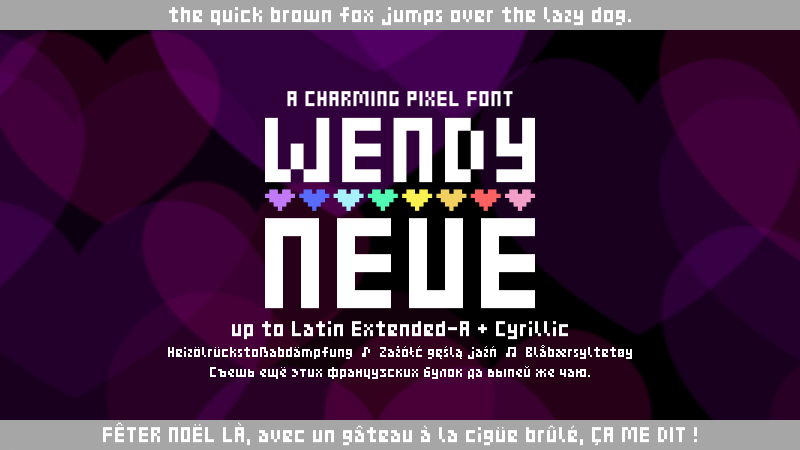 the quick brown fox jumps over the lazy dog.
A CHARMING PIXEL FONT
WENDY
NEUE
up to Latin Extended-A + Cyrillic
Heizölrückstoßabdämpfung ♪ Zażółć gęślą jaźń ♫ Blåbærsyltetøy
Съешь ещё этих французских булок да выпей же чаю.
FÊTER NOËL LÀ, avec un gâteau à la cigüe brûlé, ÇA ME DIT !